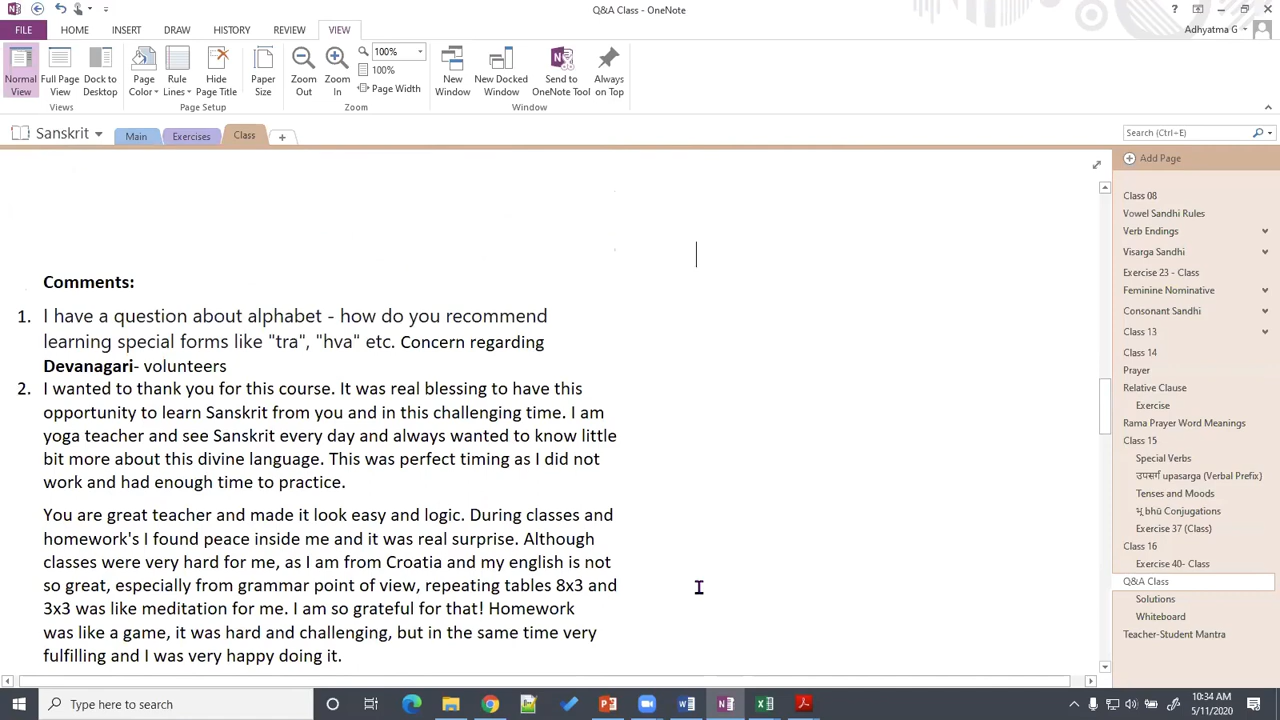 Q&A Class - OneNote
FILE HOME INSERT DRAW HISTORY REVIEW VIEW
Adhyatma G
Normal View
Full Page View
Dock to Desktop
Page Color
Rule Lines
Hide Page Title
Paper Size
Zoom Out
Zoom In
100%
100%
Page Width
New Window
New Docked Window
Send to OneNote Tool
Always on Top
Views
Page Setup
Zoom
Window
Sanskrit Main Exercises Class
Search (Ctrl+E)
Add Page
Comments:
1. I have a question about alphabet - how do you recommend
learning special forms like "tra", "hva" etc. Concern regarding
Devanagari- volunteers
2. I wanted to thank you for this course. It was real blessing to have this
opportunity to learn Sanskrit from you and in this challenging time. I am
yoga teacher and see Sanskrit every day and always wanted to know little
bit more about this divine language. This was perfect timing as I did not
work and had enough time to practice.
You are great teacher and made it look easy and logic. During classes and
homework's I found peace inside me and it was real surprise. Although
classes were very hard for me, as I am from Croatia and my english is not
so great, especially from grammar point of view, repeating tables 8x3 and
3x3 was like meditation for me. I am so grateful for that! Homework
was like a game, it was hard and challenging, but in the same time very
fulfilling and I was very happy doing it.
Class 08
Vowel Sandhi Rules
Verb Endings
Visarga Sandhi
Exercise 23 - Class
Feminine Nominative
Consonant Sandhi
Class 13
Class 14
Prayer
Relative Clause
Exercise
Rama Prayer Word Meanings
Class 15
Special Verbs
उपसर्ग upasarga (Verbal Prefix)
Tenses and Moods
भू bhū Conjugations
Exercise 37 (Class)
Class 16
Exercise 40- Class
Q&A Class
Solutions
Whiteboard
Teacher-Student Mantra
Type here to search
10:34 AM
5/11/2020